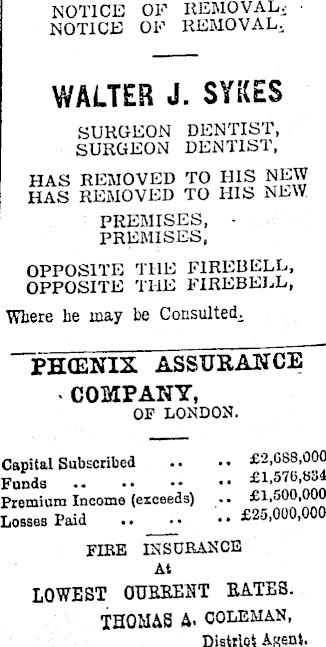 NOTICE OF REMOVAL.
NOTICE OF REMOVAL.
WALTER J. SYKES
SURGEON DENTIST,
SURGEON DENTIST,
HAS REMOVED TO HIS NEW
HAS REMOVED TO HIS NEW
PREMISES,
PREMISES,
OPPOSITE THE FIREBELL,
OPPOSITE THE FIREBELL,
Where he may be Consulted.
PHŒNIX ASSURANCE
COMPANY,
OF LONDON.
Capital Subscribed .. .. £2,688,000
Funds .. .. .. .. £1,576,834
Premium Income (exceeds) .. £1,500,000
Losses Paid .. .. .. £25,000,000
FIRE INSURANCE
At
LOWEST CURRENT RATES.
THOMAS A. COLEMAN,
District Agent.